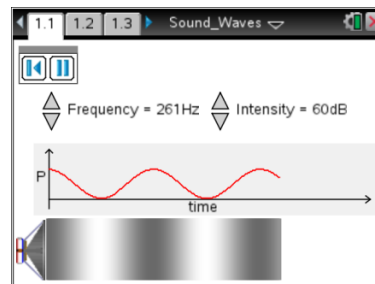 1.1 1.2 1.3 Sound_Waves
Frequency = 261Hz Intensity = 60dB
P
time